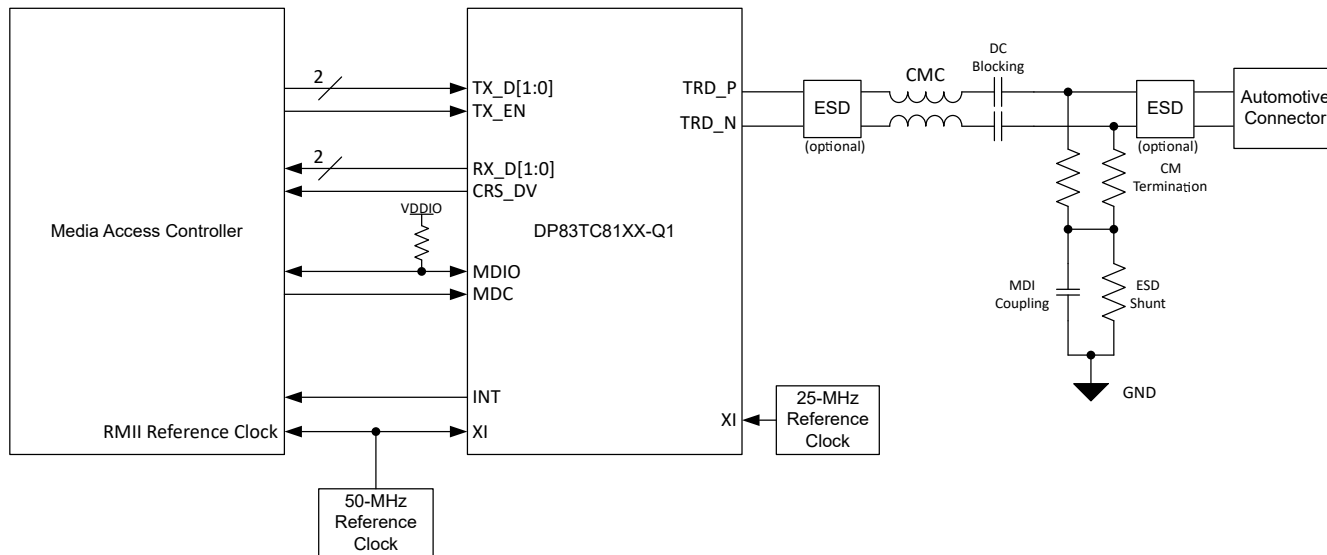 Media Access Controller
RMII Reference Clock
2
2
VDDIO
50-MHz
Reference
Clock
TX_D[1:0]
TX_EN
RX_D[1:0]
CRS_DV
MDIO
MDC
INT
XI
DP83TC81XX-Q1
TRD_P
TRD_N
XI
25-MHz
Reference
Clock
ESD
(optional)
CMC
DC
Blocking
ESD
(optional)
Automotive
Connector
CM
Termination
MDI
Coupling
ESD
Shunt
GND